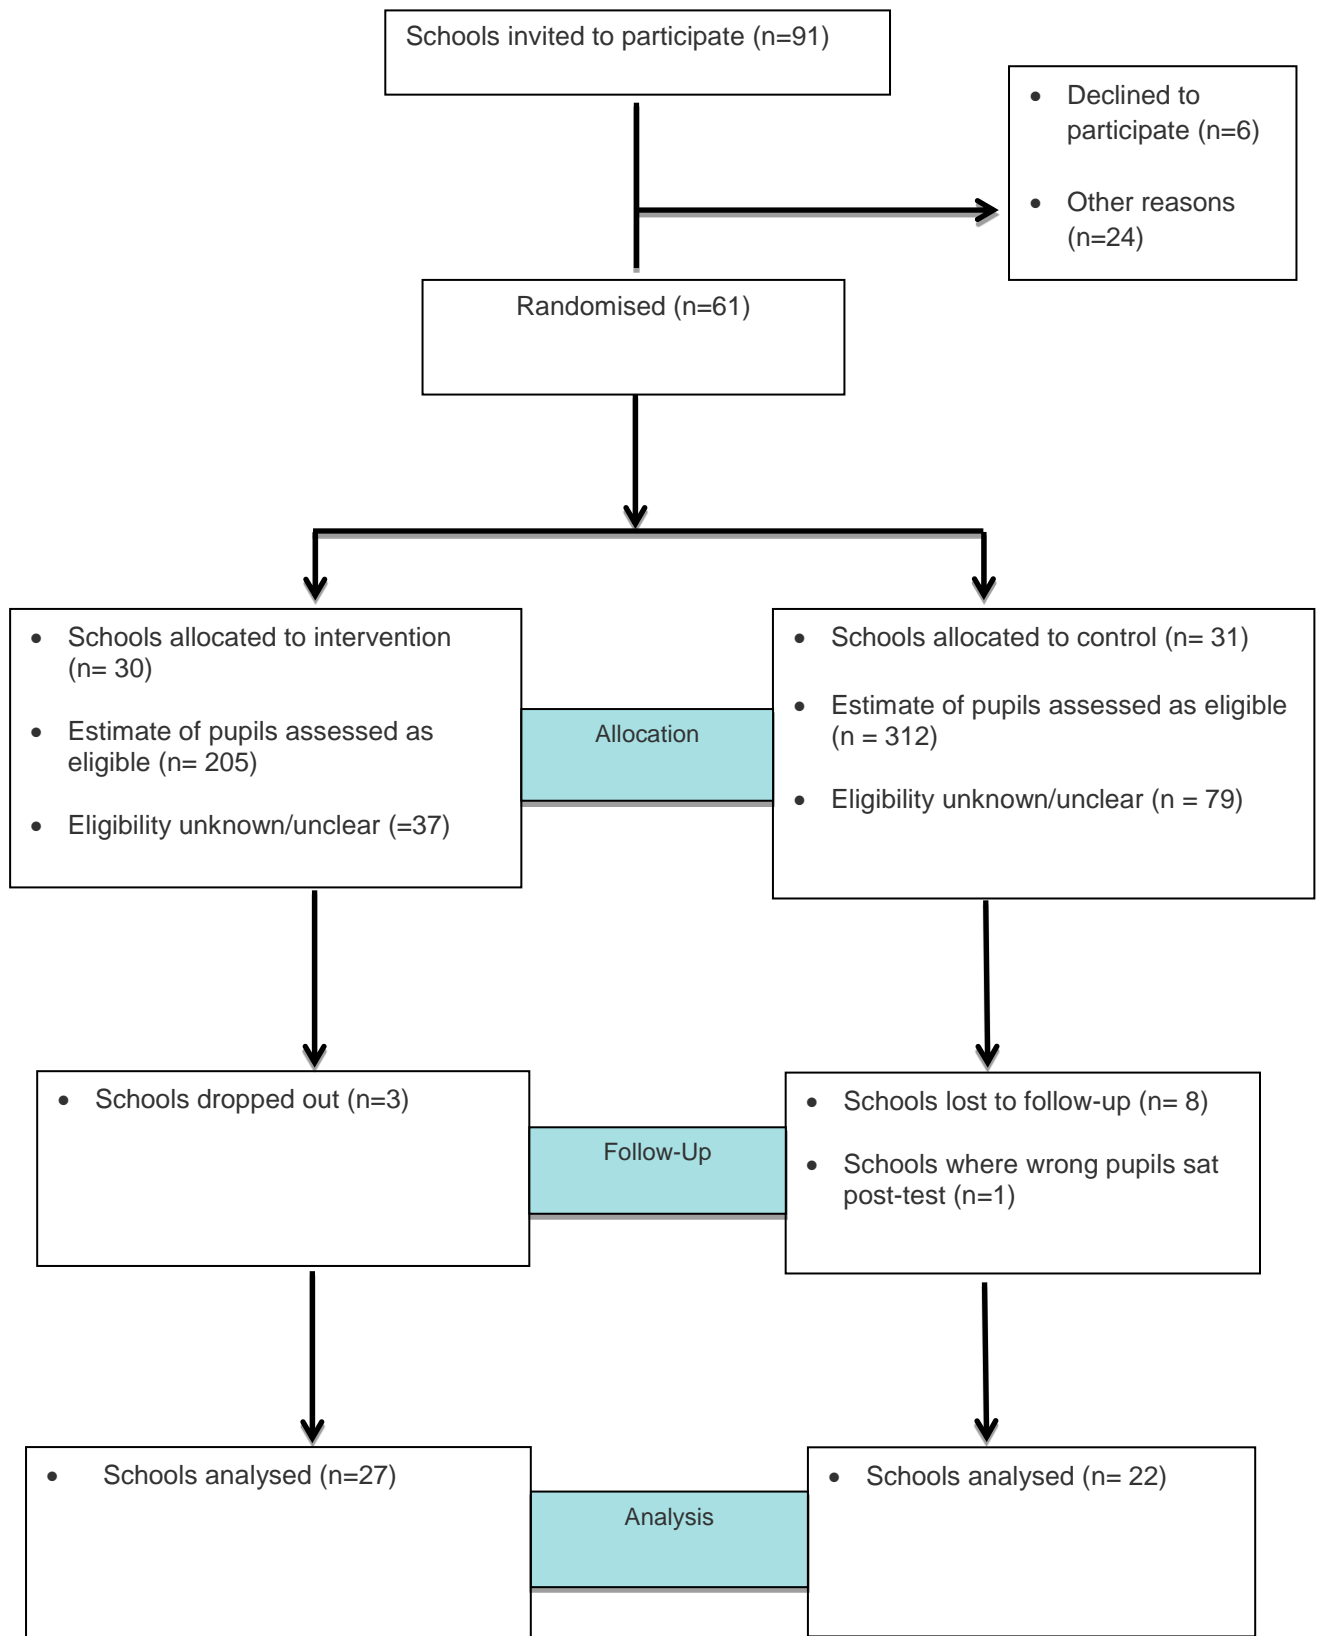 Schools invited to participate (n=91)
• Declined to
participate (n=6)
• Other reasons
(n=24)
Randomised (n=61)
• Schools allocated to intervention
(n= 30)
• Estimate of pupils assessed as
eligible (n= 205)
• Eligibility unknown/unclear (=37)
Allocation
• Schools allocated to control (n= 31)
• Estimate of pupils assessed as eligible
(n = 312)
• Eligibility unknown/unclear (n = 79)
• Schools dropped out (n=3)
Follow-Up
• Schools lost to follow-up (n= 8)
• Schools where wrong pupils sat
post-test (n=1)
• Schools analysed (n=27)
Analysis
• Schools analysed (n= 22)